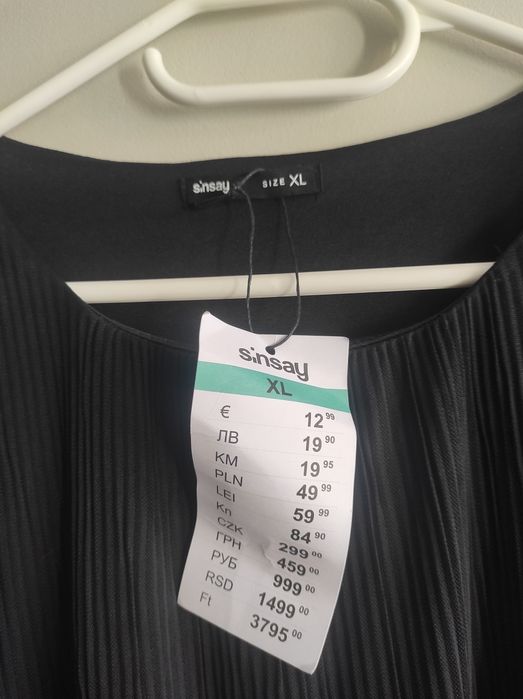 sinsay SIZE XL
sinsay
XL
€ 12 99
ЛВ 19 90
KM 19 95
PLN 49 99
LEI 59 99
Kn 84 90
CZK 299 00
ГРН 459 00
РУБ 999 00
RSD 1499 00
Ft 3795 00